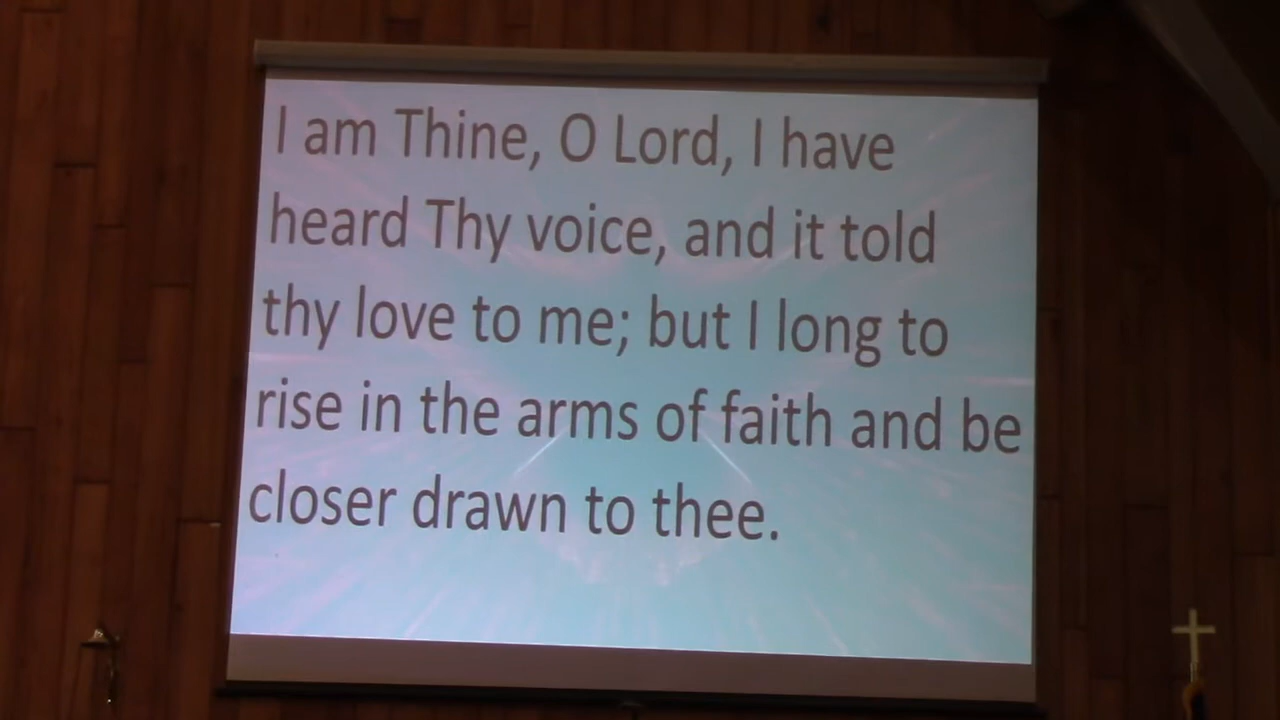 I am Thine, O Lord, I have
heard Thy voice, and it told
thy love to me; but I long to
rise in the arms of faith and be
closer drawn to thee.